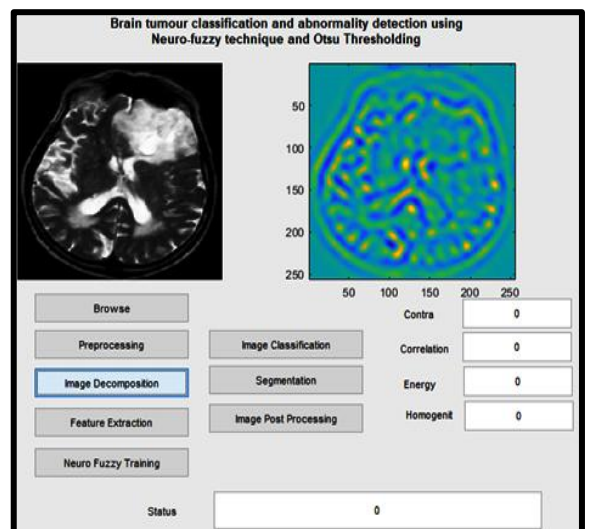 Brain tumour classification and abnormality detection using
Neuro-fuzzy technique and Otsu Thresholding
50
100
150
200
250
50 100 150 200 250
Browse
Contra 0
Preprocessing
Image Classification
Correlation 0
Image Decomposition
Segmentation
Energy 0
Feature Extraction
Image Post Processing
Homogenit 0
Neuro Fuzzy Training
Status 0